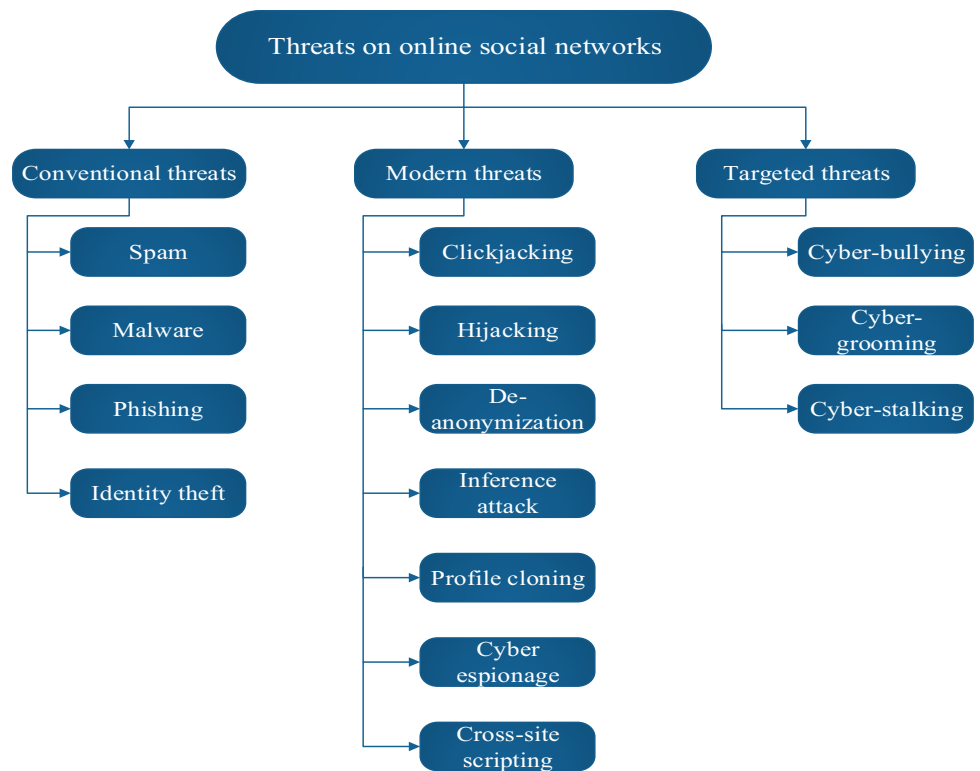 Threats on online social networks
Conventional threats
Modern threats
Targeted threats
Spam
Malware
Phishing
Identity theft
Clickjacking
Hijacking
De-
anonymization
Inference
attack
Profile cloning
Cyber
espionage
Cross-site
scripting
Cyber-bullying
Cyber-
grooming
Cyber-stalking